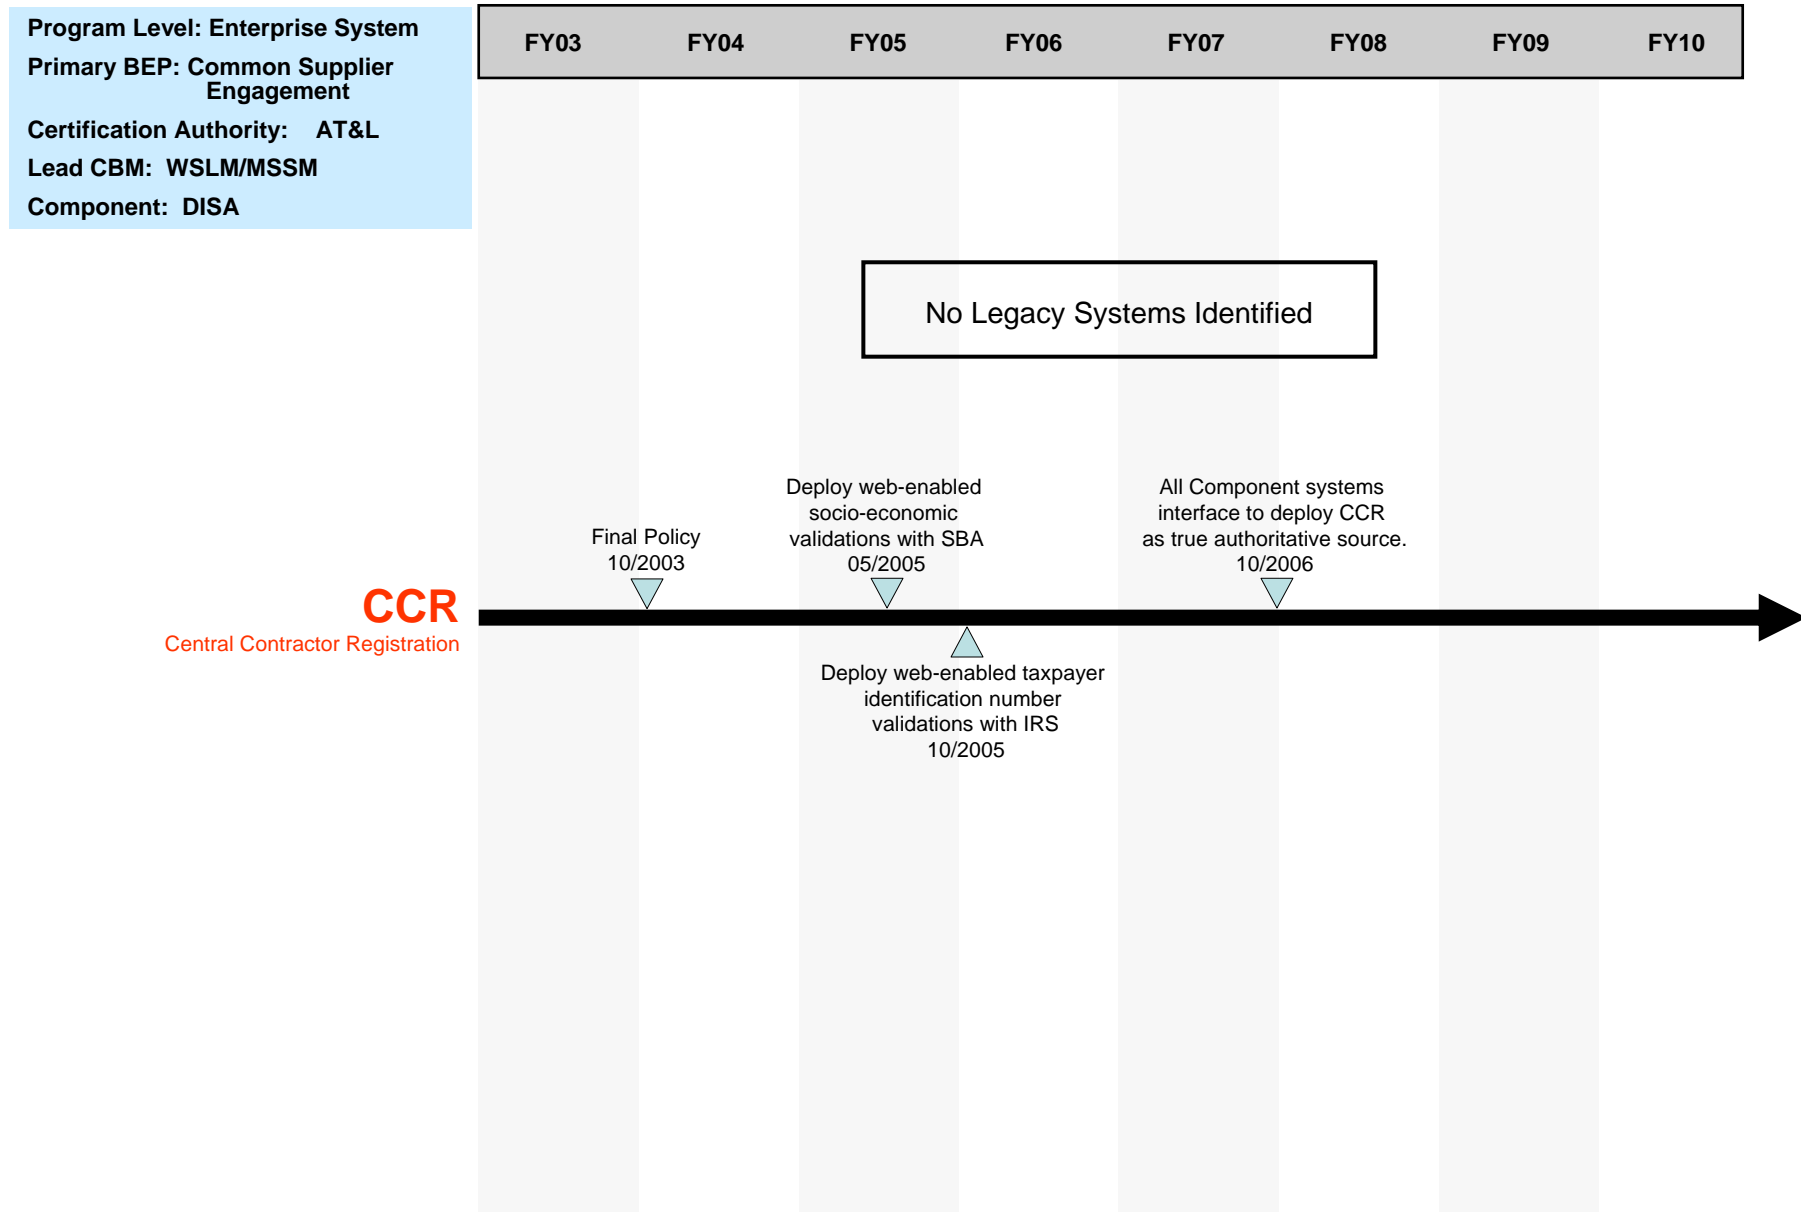 Program Level: Enterprise System
Primary BEP: Common Supplier
Engagement
Certification Authority: AT&L
Lead CBM: WSLM/MSSM
Component: DISA
FY03 FY04 FY05 FY06 FY07 FY08 FY09 FY10
No Legacy Systems Identified
Final Policy
10/2003
Deploy web-enabled
socio-economic
validations with SBA
05/2005
All Component systems
interface to deploy CCR
as true authoritative source.
10/2006
CCR
Central Contractor Registration
Deploy web-enabled taxpayer
identification number
validations with IRS
10/2005